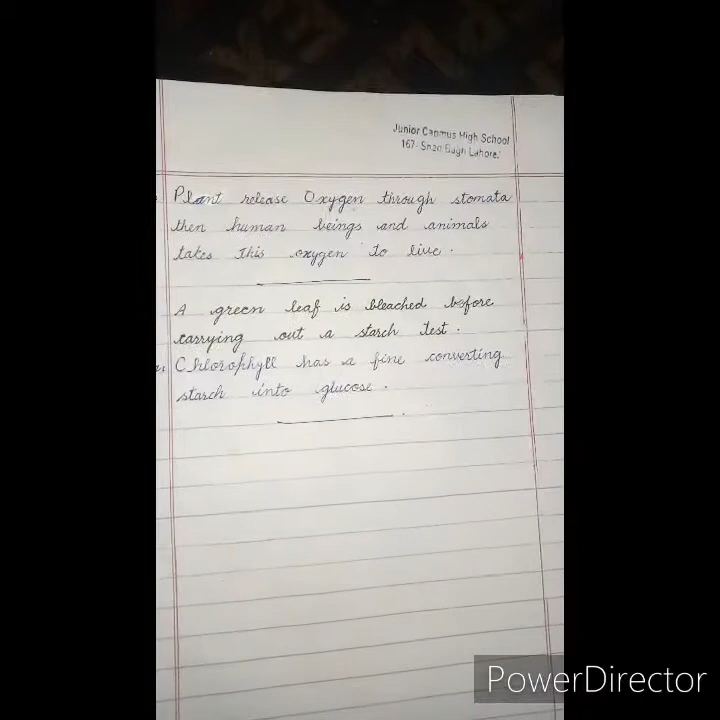 Junior Capmus High School
167- Shad Bagh Lahore.
Plant release Oxygen through stomata
then human beings and animals
takes this oxygen to live.
A green leaf is bleached before
carrying out a starch test.
Chlorophyll has a fine converting
starch into glucose.
PowerDirector